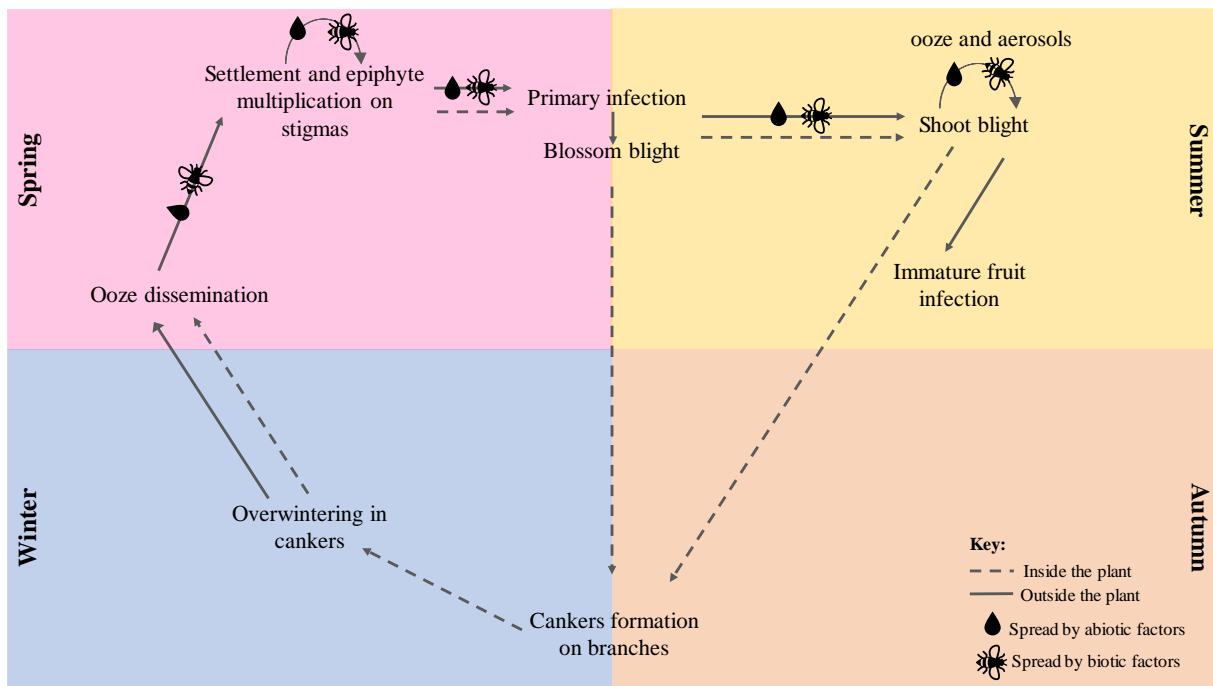 ooze and aerosols
Settlement and epiphyte
multiplication on
stigmas
Primary infection
Blossom blight
Shoot blight
Spring
Summer
Immature fruit
infection
Ooze dissemination
Winter
Autumn
Overwintering in
cankers
Cankers formation
on branches
Key:
Inside the plant
Outside the plant
Spread by abiotic factors
Spread by biotic factors